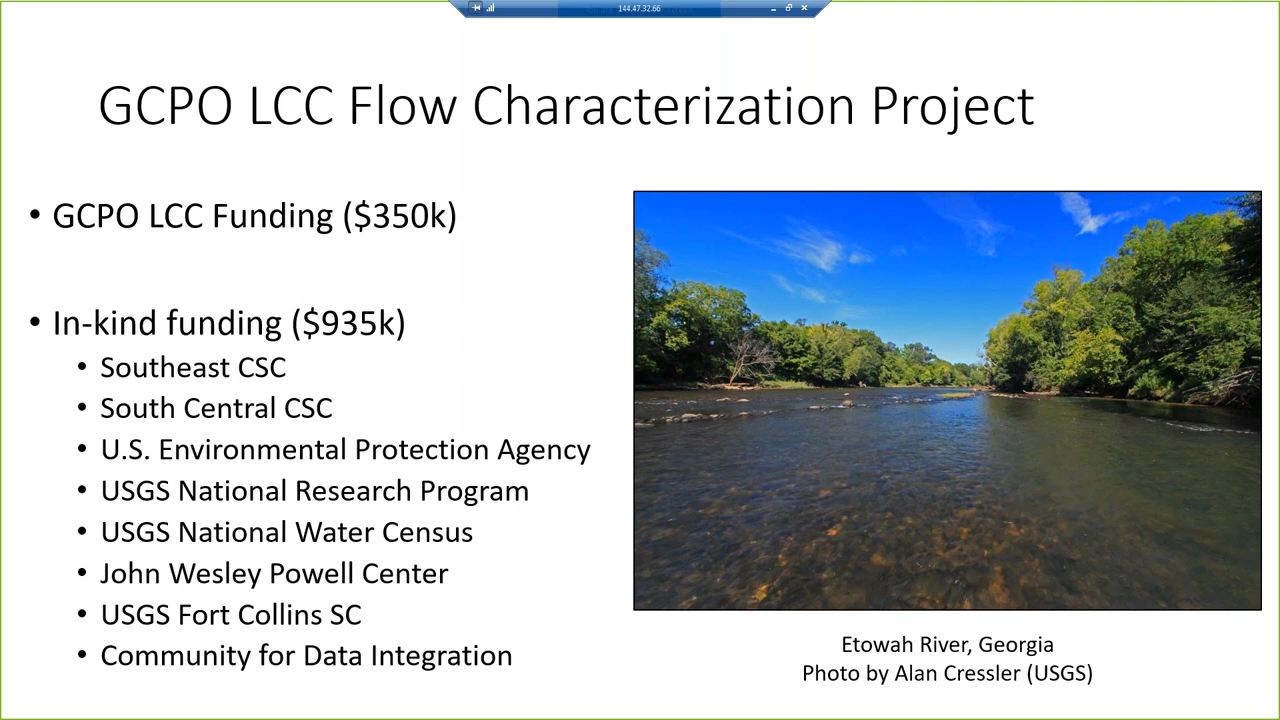 144.47.32.66
GCPO LCC Flow Characterization Project
• GCPO LCC Funding ($350k)
• In-kind funding ($935k)
• Southeast CSC
• South Central CSC
• U.S. Environmental Protection Agency
• USGS National Research Program
• USGS National Water Census
• John Wesley Powell Center
• USGS Fort Collins SC
• Community for Data Integration
Etowah River, Georgia
Photo by Alan Cressler (USGS)